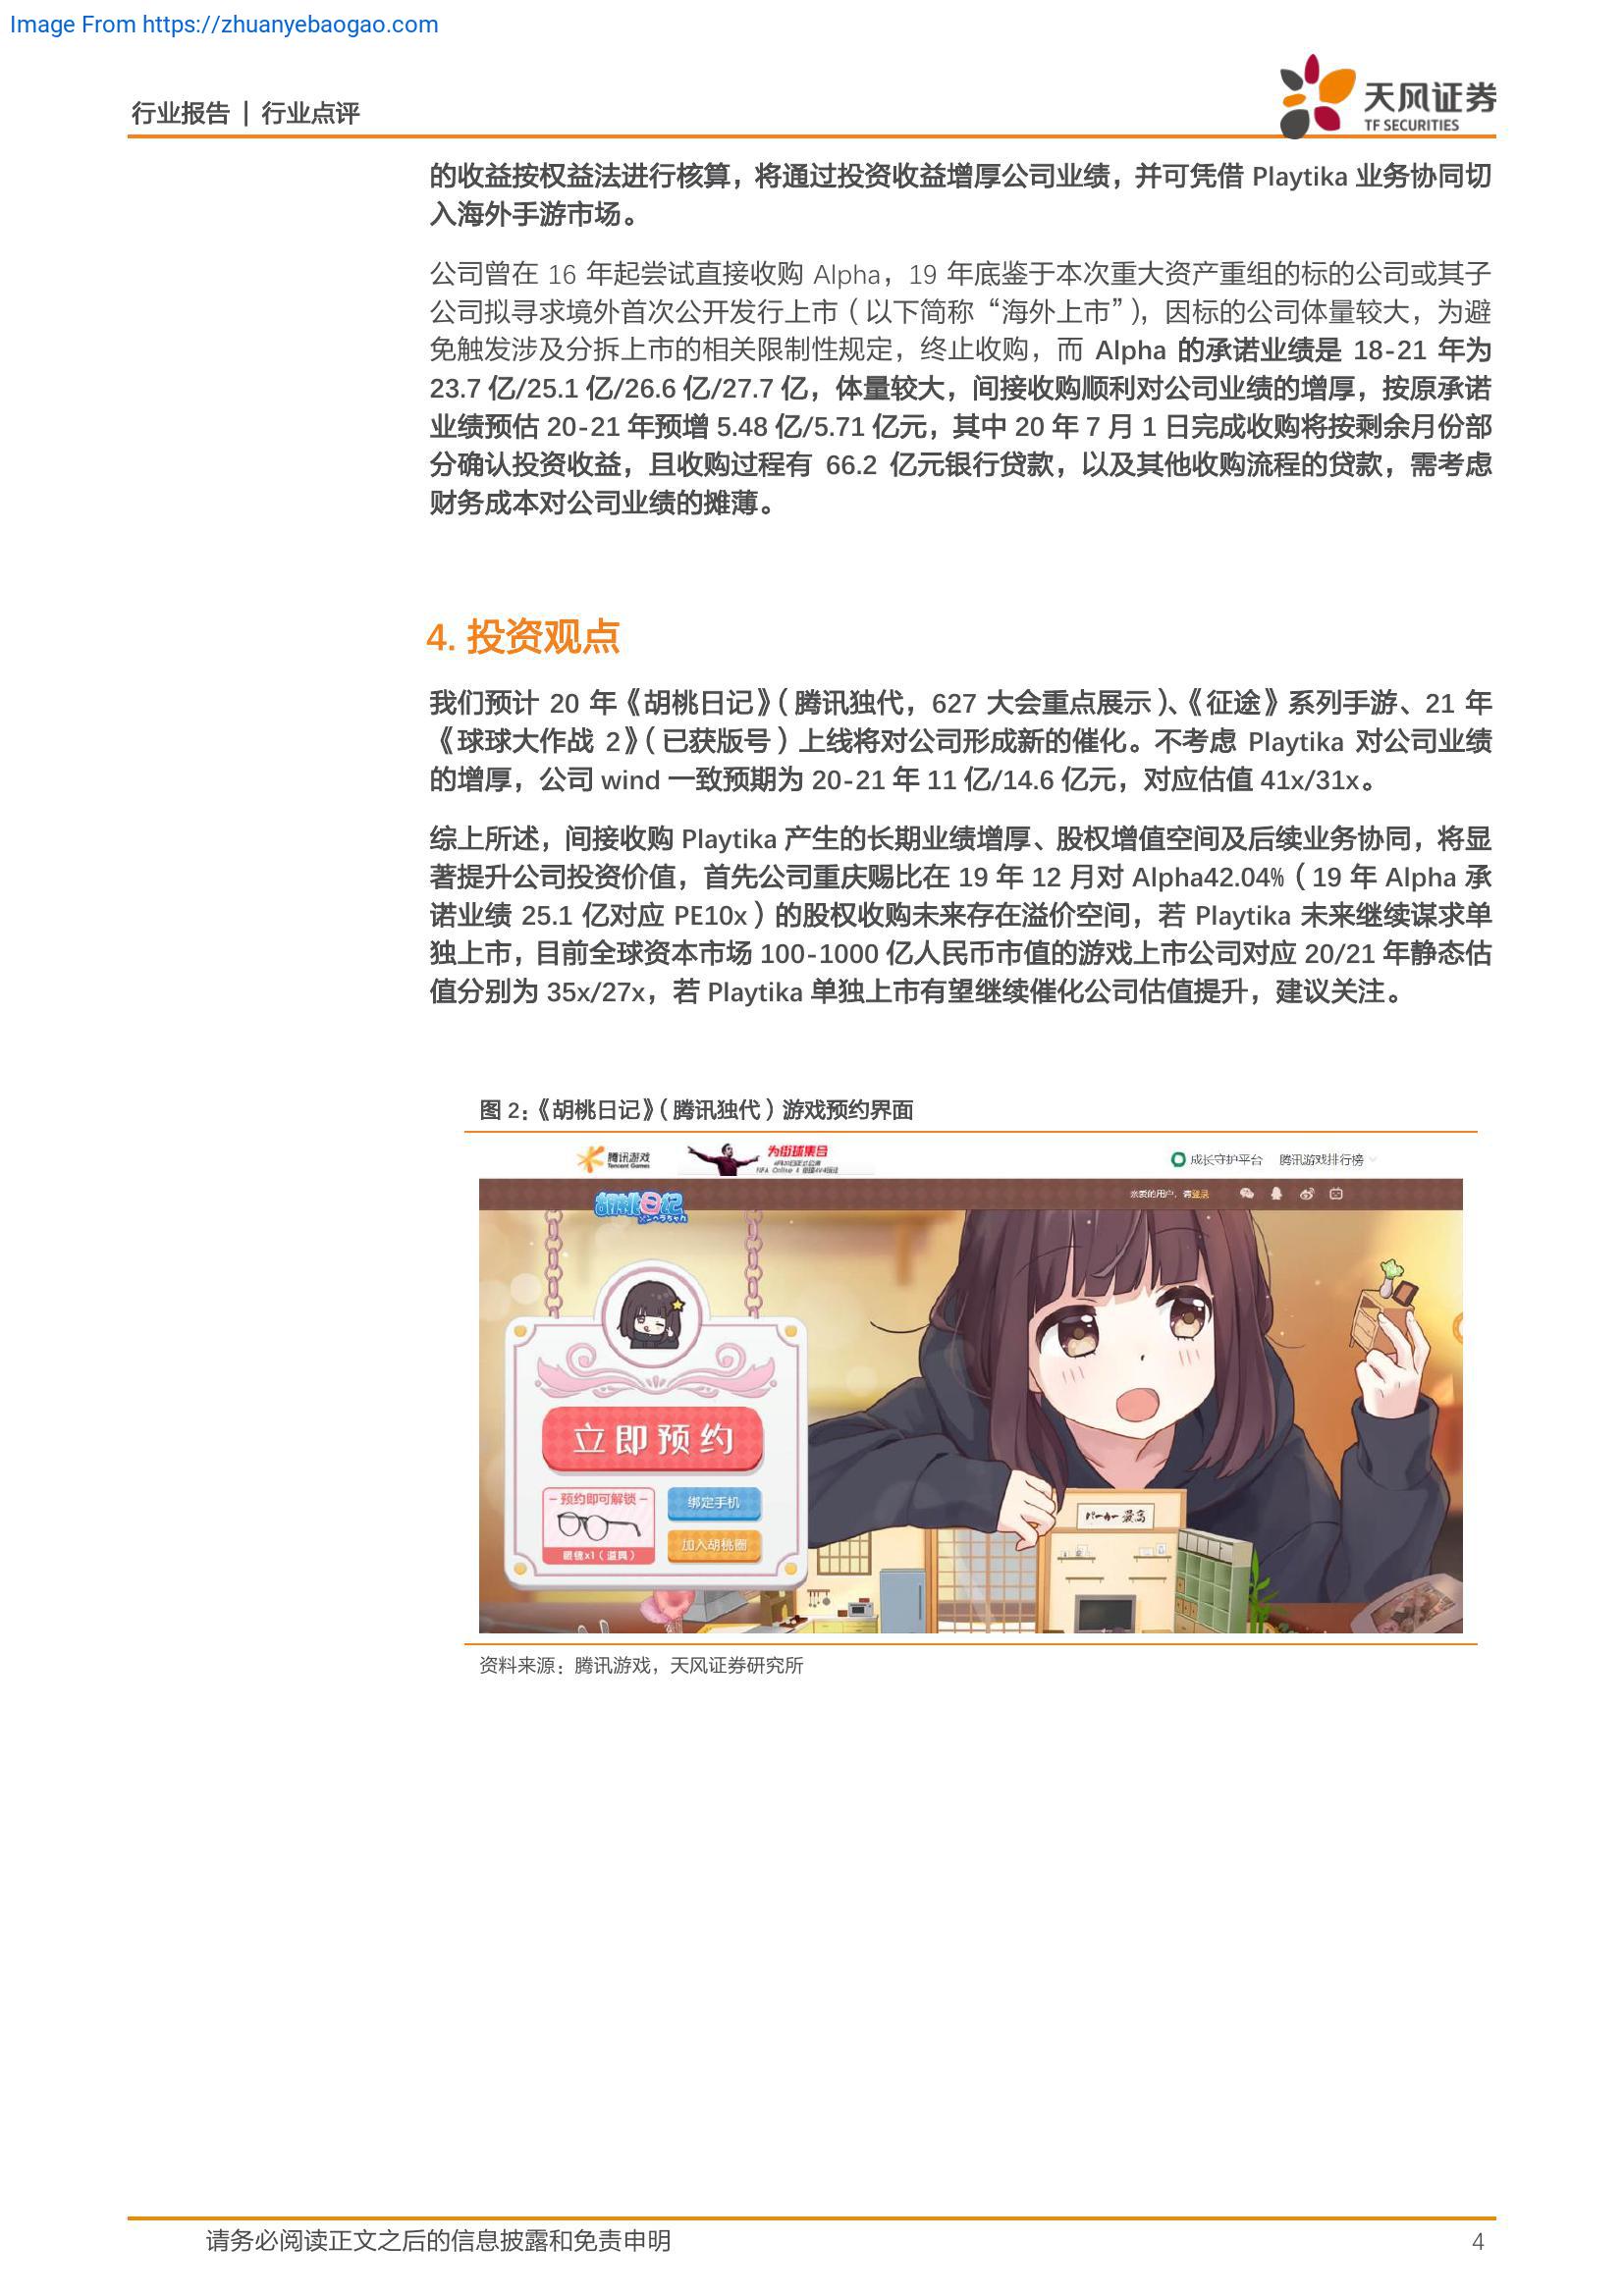 Image From https://zhuanyebaogao.com
行业报告 | 行业点评
天风证券
TF SECURITIES
的收益按权益法进行核算，将通过投资收益增厚公司业绩，并可凭借 Playtika 业务协同切
入海外手游市场。
公司曾在 16 年起尝试直接收购 Alpha，19 年底鉴于本次重大资产重组的标的公司或其子
公司拟寻求境外首次公开发行上市（以下简称“海外上市”），因标的公司体量较大，为避
免触发涉及分拆上市的相关限制性规定，终止收购，而 Alpha 的承诺业绩是 18-21 年为
23.7 亿/25.1 亿/26.6 亿/27.7 亿，体量较大，间接收购顺利对公司业绩的增厚，按原承诺
业绩预估 20-21 年预增 5.48 亿/5.71 亿元，其中 20 年 7 月 1 日完成收购将按剩余月份部
分确认投资收益，且收购过程有 66.2 亿元银行贷款，以及其他收购流程的贷款，需考虑
财务成本对公司业绩的摊薄。
4. 投资观点
我们预计 20 年《胡桃日记》（腾讯独代，627 大会重点展示）、《征途》系列手游、21 年
《球球大作战 2》（已获版号）上线将对公司形成新的催化。不考虑 Playtika 对公司业绩
的增厚，公司 wind 一致预期为 20-21 年 11 亿/14.6 亿元，对应估值 41x/31x。
综上所述，间接收购 Playtika 产生的长期业绩增厚、股权增值空间及后续业务协同，将显
著提升公司投资价值，首先公司重庆赐比在 19 年 12 月对 Alpha42.04%（19 年 Alpha 承
诺业绩 25.1 亿对应 PE10x）的股权收购未来存在溢价空间，若 Playtika 未来继续谋求单
独上市，目前全球资本市场 100-1000 亿人民币市值的游戏上市公司对应 20/21 年静态估
值分别为 35x/27x，若 Playtika 单独上市有望继续催化公司估值提升，建议关注。
图 2：《胡桃日记》（腾讯独代）游戏预约界面
腾讯游戏
Tencent Games
为街球集合
成长守护平台 腾讯游戏排行榜
亲爱的用户，请登录
胡桃日记
立即预约
预约即可解锁
绑定手机
眼镜x1（道具）
加入胡桃圈
パーカー最高
资料来源：腾讯游戏，天风证券研究所
请务必阅读正文之后的信息披露和免责申明
4